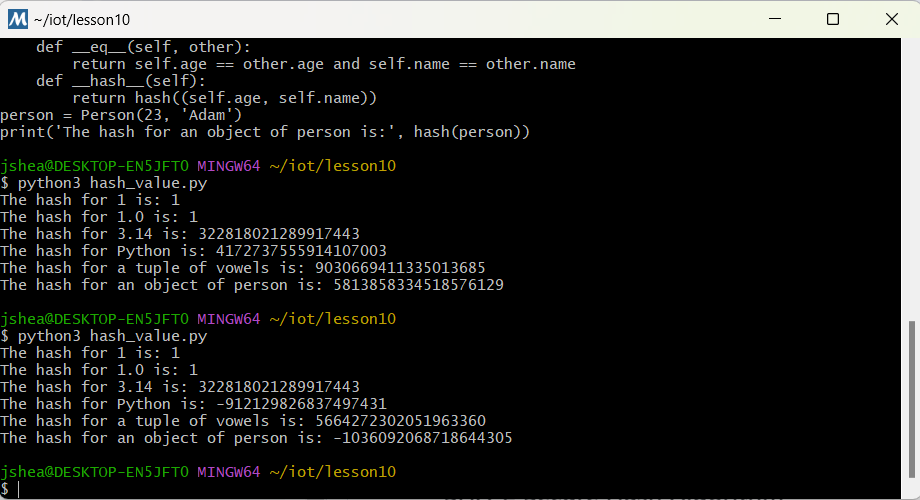 ~/iot/lesson10
    def __eq__(self, other):
        return self.age == other.age and self.name == other.name
    def __hash__(self):
        return hash((self.age, self.name))
person = Person(23, 'Adam')
print('The hash for an object of person is:', hash(person))
jshea@DESKTOP-EN5JFT0 MINGW64 ~/iot/lesson10
$ python3 hash_value.py
The hash for 1 is: 1
The hash for 1.0 is: 1
The hash for 3.14 is: 322818021289917443
The hash for Python is: 4172737555914107003
The hash for a tuple of vowels is: 9030669411335013685
The hash for an object of person is: 5813858334518576129
jshea@DESKTOP-EN5JFT0 MINGW64 ~/iot/lesson10
$ python3 hash_value.py
The hash for 1 is: 1
The hash for 1.0 is: 1
The hash for 3.14 is: 322818021289917443
The hash for Python is: -912129826837497431
The hash for a tuple of vowels is: 5664272302051963360
The hash for an object of person is: -1036092068718644305
jshea@DESKTOP-EN5JFT0 MINGW64 ~/iot/lesson10
$